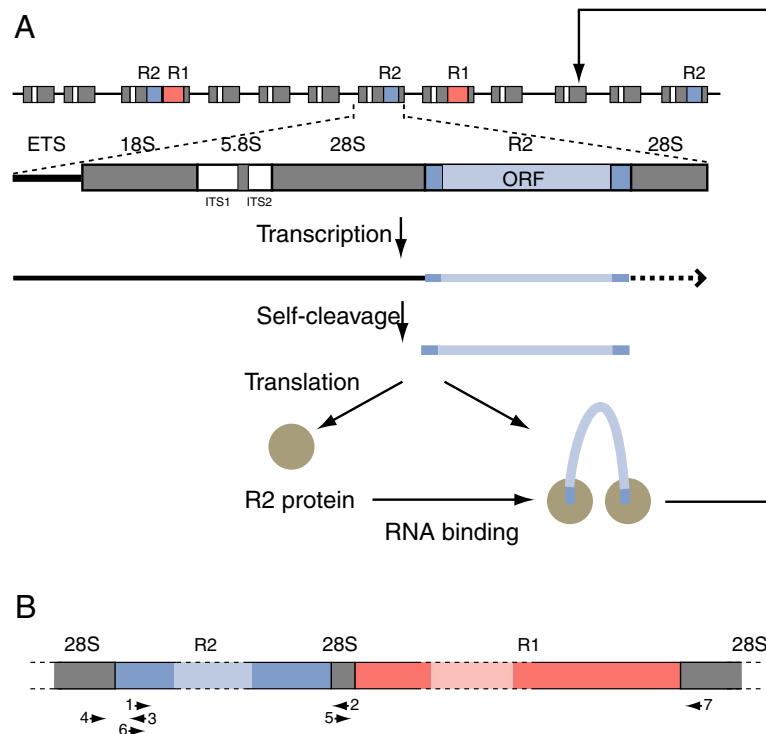 A
R2 R1 R2 R1 R2
ETS 18S 5.8S 28S R2 28S
ORF
ITS1 ITS2
Transcription
Self-cleavage
Translation
R2 protein
RNA binding
B
28S R2 28S R1 28S
1 2 7
4 3 5
6